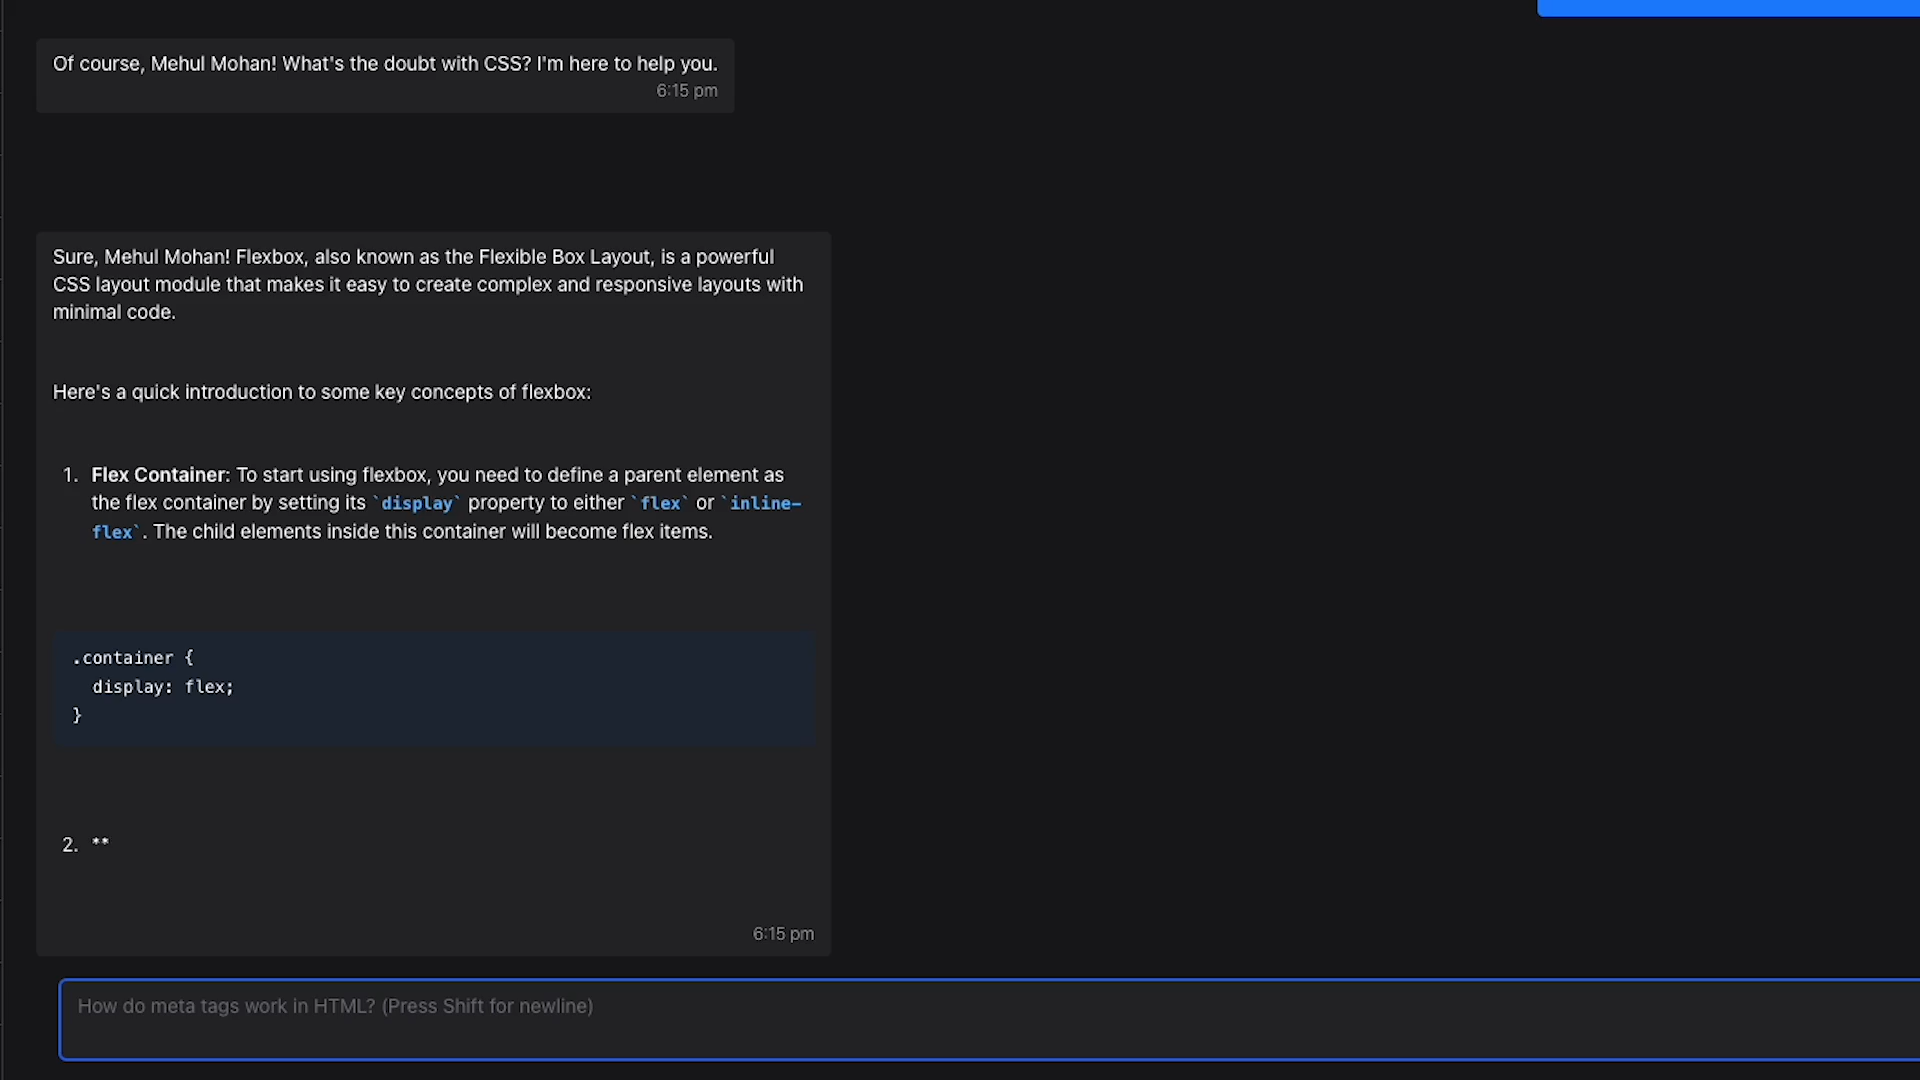 Of course, Mehul Mohan! What's the doubt with CSS? I'm here to help you.
6:15 pm
Sure, Mehul Mohan! Flexbox, also known as the Flexible Box Layout, is a powerful
CSS layout module that makes it easy to create complex and responsive layouts with
minimal code.
Here's a quick introduction to some key concepts of flexbox:
1. Flex Container: To start using flexbox, you need to define a parent element as
the flex container by setting its `display` property to either `flex` or `inline-
flex`. The child elements inside this container will become flex items.
.container {
  display: flex;
}
2. **
6:15 pm
How do meta tags work in HTML? (Press Shift for newline)